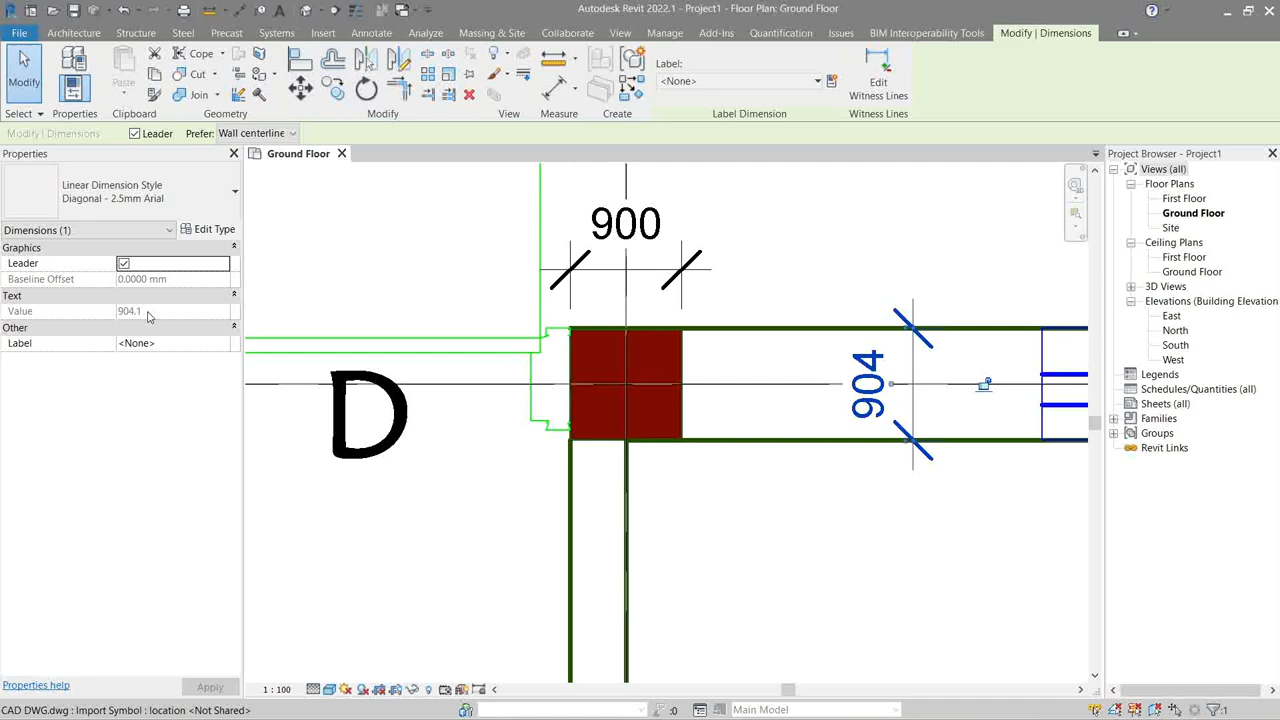 Autodesk Revit 2022.1 - Project1 - Floor Plan: Ground Floor
File Architecture Structure Steel Precast Systems Insert Annotate Analyze Massing & Site Collaborate View Manage Add-Ins Quantification Issues BIM Interoperability Tools Modify | Dimensions
Modify
Paste
Cope
Cut
Join
Label:
<None>
Edit
Witness Lines
Select Properties Clipboard Geometry Modify View Measure Create Label Dimension Witness Lines
Modify | Dimensions Leader Prefer: Wall centerline
Properties
Linear Dimension Style
Diagonal - 2.5mm Arial
Dimensions (1) Edit Type
Graphics
Leader
Baseline Offset 0.0000 mm
Text
Value 904.1
Other
Label <None>
Properties help Apply
Ground Floor
900
904
D
1 : 100
Project Browser - Project1
Views (all)
Floor Plans
First Floor
Ground Floor
Site
Ceiling Plans
First Floor
Ground Floor
3D Views
Elevations (Building Elevation
East
North
South
West
Legends
Schedules/Quantities (all)
Sheets (all)
Families
Groups
Revit Links
CAD DWG.dwg : Import Symbol : location <Not Shared>
:0
Main Model
:1